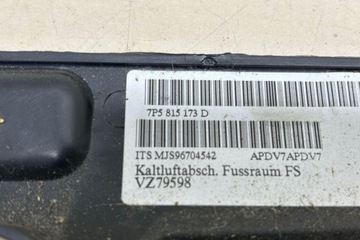 7P5 815 173 D
ITS MJS96704542 APDV7APDV7
Kaltluftabsch. Fussraum FS
VZ79598